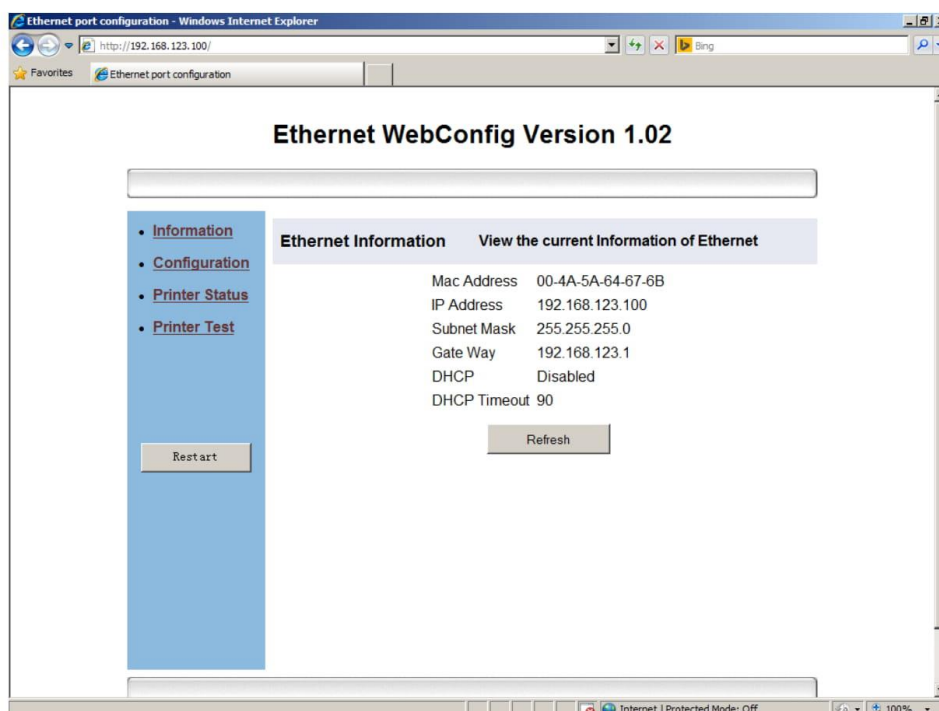 Ethernet port configuration - Windows Internet Explorer
http://192.168.123.100/
Bing
Favorites
Ethernet port configuration
Ethernet WebConfig Version 1.02
Information
Configuration
Printer Status
Printer Test
Restart
Ethernet Information View the current Information of Ethernet
Mac Address 00-4A-5A-64-67-6B
IP Address 192.168.123.100
Subnet Mask 255.255.255.0
Gate Way 192.168.123.1
DHCP Disabled
DHCP Timeout 90
Refresh
Internet | Protected Mode: Off
100%